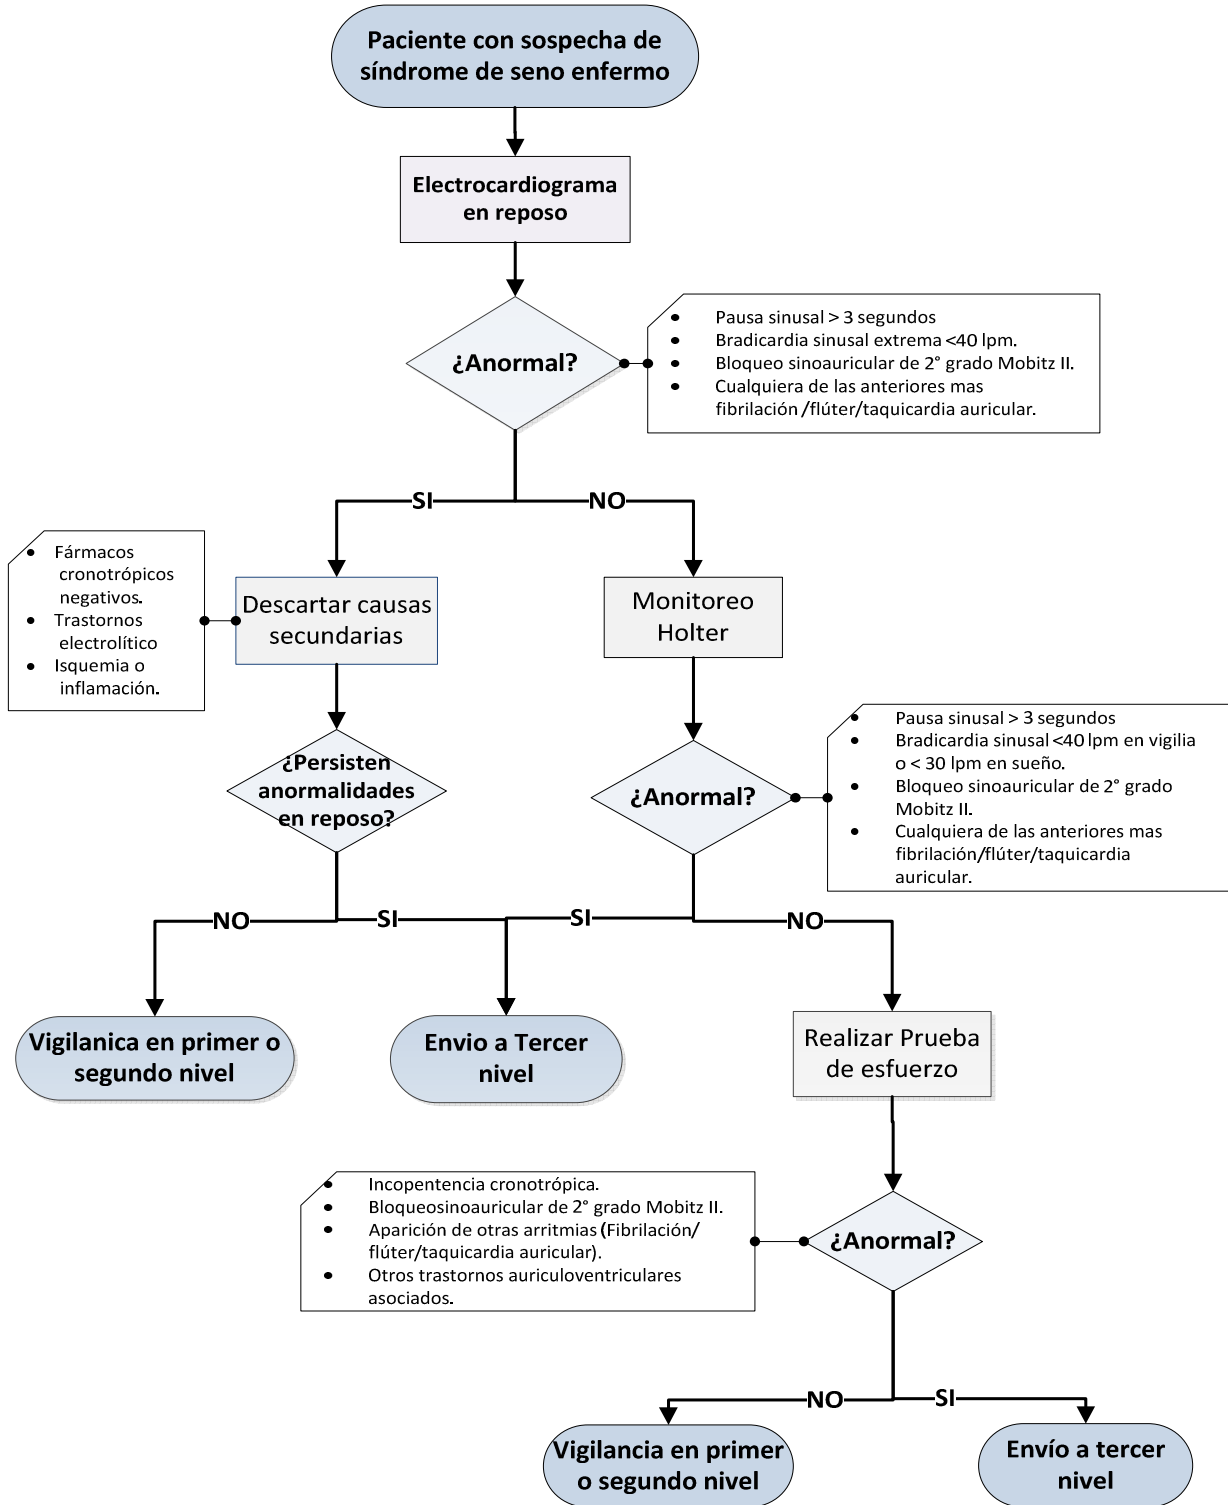 Paciente con sospecha de
síndrome de seno enfermo
Electrocardiograma
en reposo
¿Anormal?
• Pausa sinusal > 3 segundos
• Bradicardia sinusal extrema <40 lpm.
• Bloqueo sinoauricular de 2° grado Mobitz II.
• Cualquiera de las anteriores mas
fibrilación/flúter/taquicardia auricular.
SI
NO
• Fármacos
cronotrópicos
negativos.
• Trastornos
electrolítico
• Isquemia o
inflamación.
Descartar causas
secundarias
Monitoreo
Holter
¿Persisten
anormalidades
en reposo?
¿Anormal?
• Pausa sinusal > 3 segundos
• Bradicardia sinusal <40 lpm en vigilia
o < 30 lpm en sueño.
• Bloqueo sinoauricular de 2° grado
Mobitz II.
• Cualquiera de las anteriores mas
fibrilación/flúter/taquicardia
auricular.
NO
SI
SI
NO
Vigilanica en primer o
segundo nivel
Envio a Tercer
nivel
Realizar Prueba
de esfuerzo
• Incopentencia cronotrópica.
• Bloqueosinoauricular de 2° grado Mobitz II.
• Aparición de otras arritmias (Fibrilación/
flúter/taquicardia auricular).
• Otros trastornos auriculoventriculares
asociados.
¿Anormal?
NO
SI
Vigilancia en primer
o segundo nivel
Envío a tercer
nivel